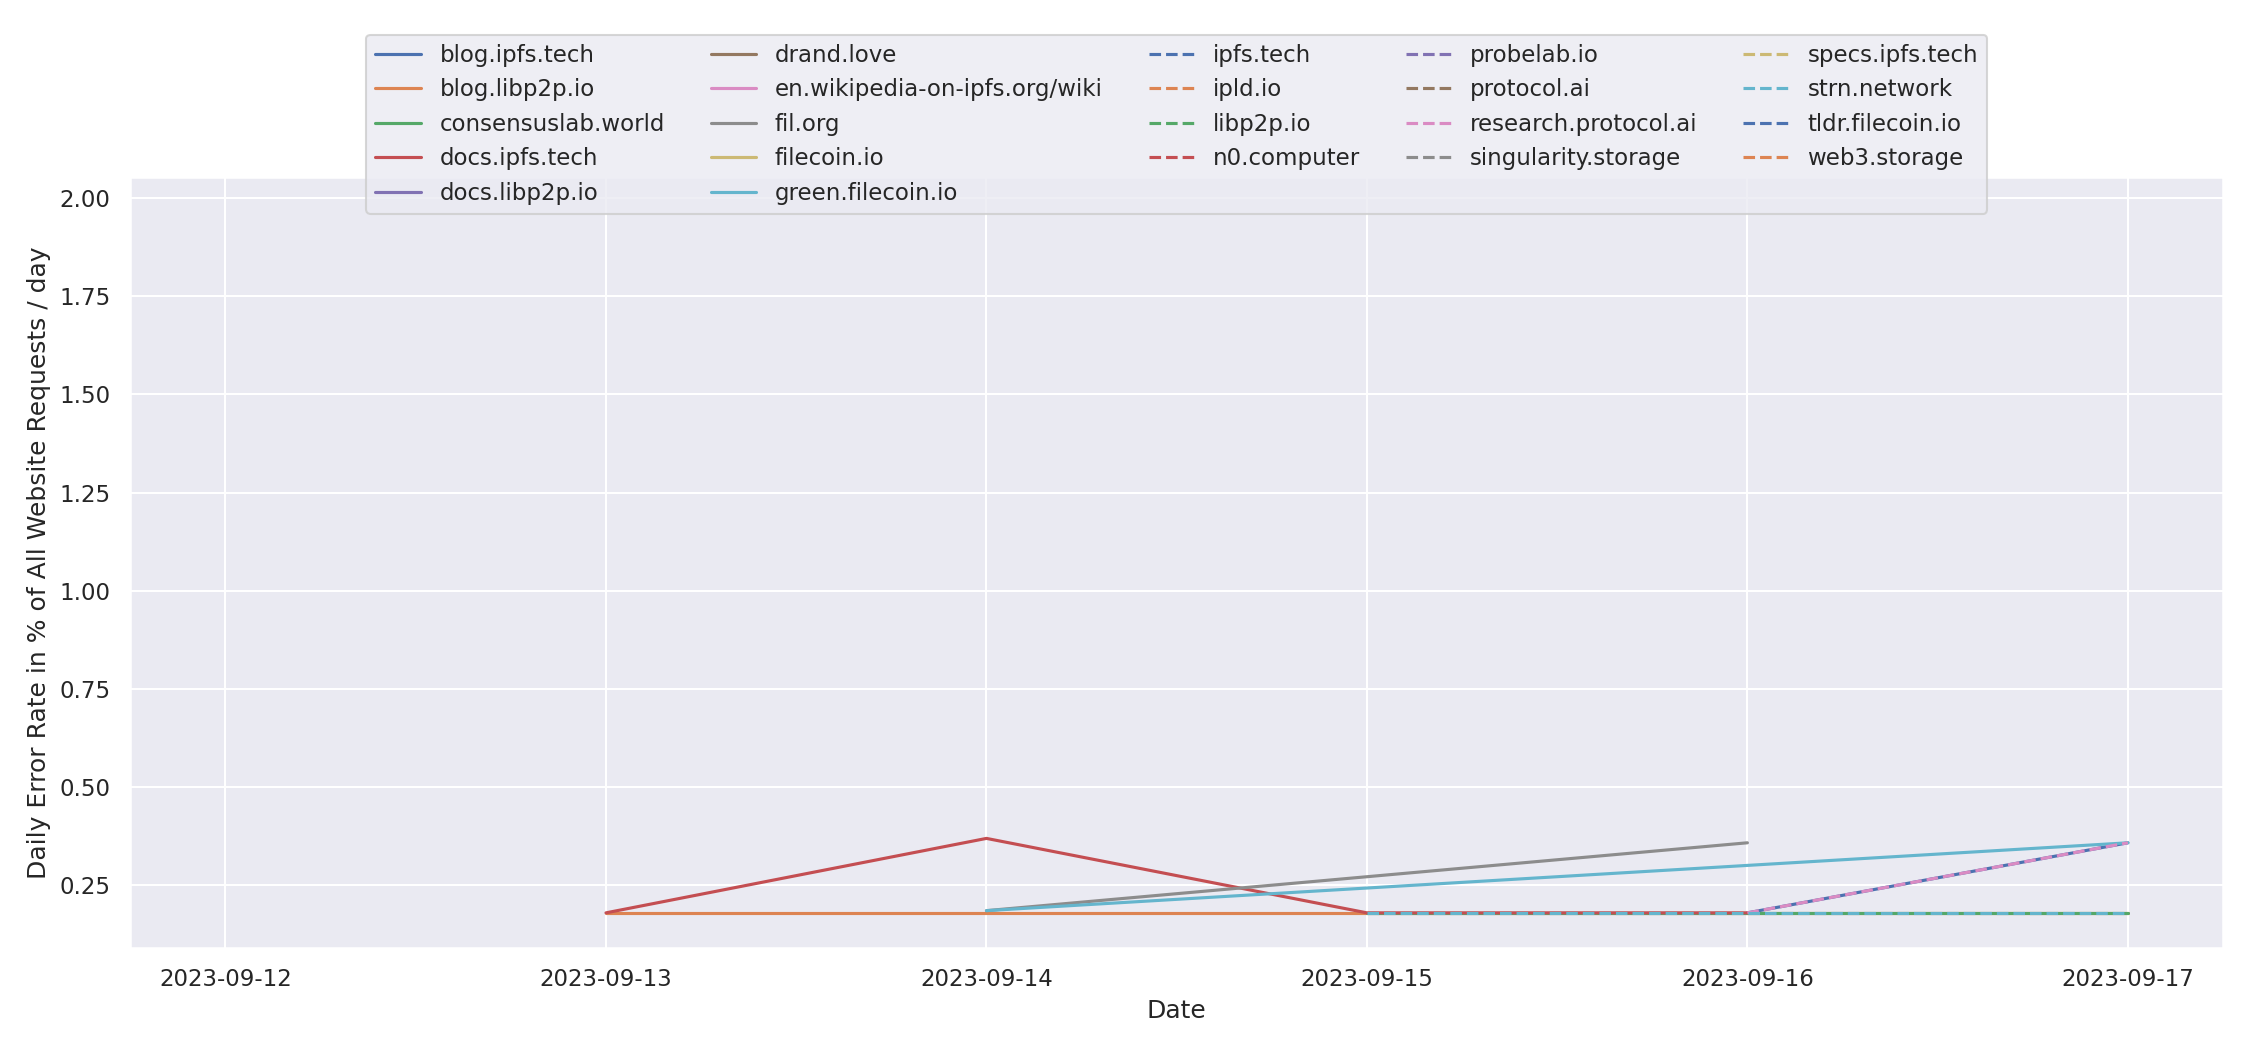 blog.ipfs.tech
blog.libp2p.io
consensuslab.world
docs.ipfs.tech
docs.libp2p.io
drand.love
en.wikipedia-on-ipfs.org/wiki
fil.org
filecoin.io
green.filecoin.io
ipfs.tech
ipld.io
libp2p.io
n0.computer
probelab.io
protocol.ai
research.protocol.ai
singularity.storage
specs.ipfs.tech
strn.network
tldr.filecoin.io
web3.storage
Daily Error Rate in % of All Website Requests / day
2.00
1.75
1.50
1.25
1.00
0.75
0.50
0.25
2023-09-12
2023-09-13
2023-09-14
2023-09-15
2023-09-16
2023-09-17
Date